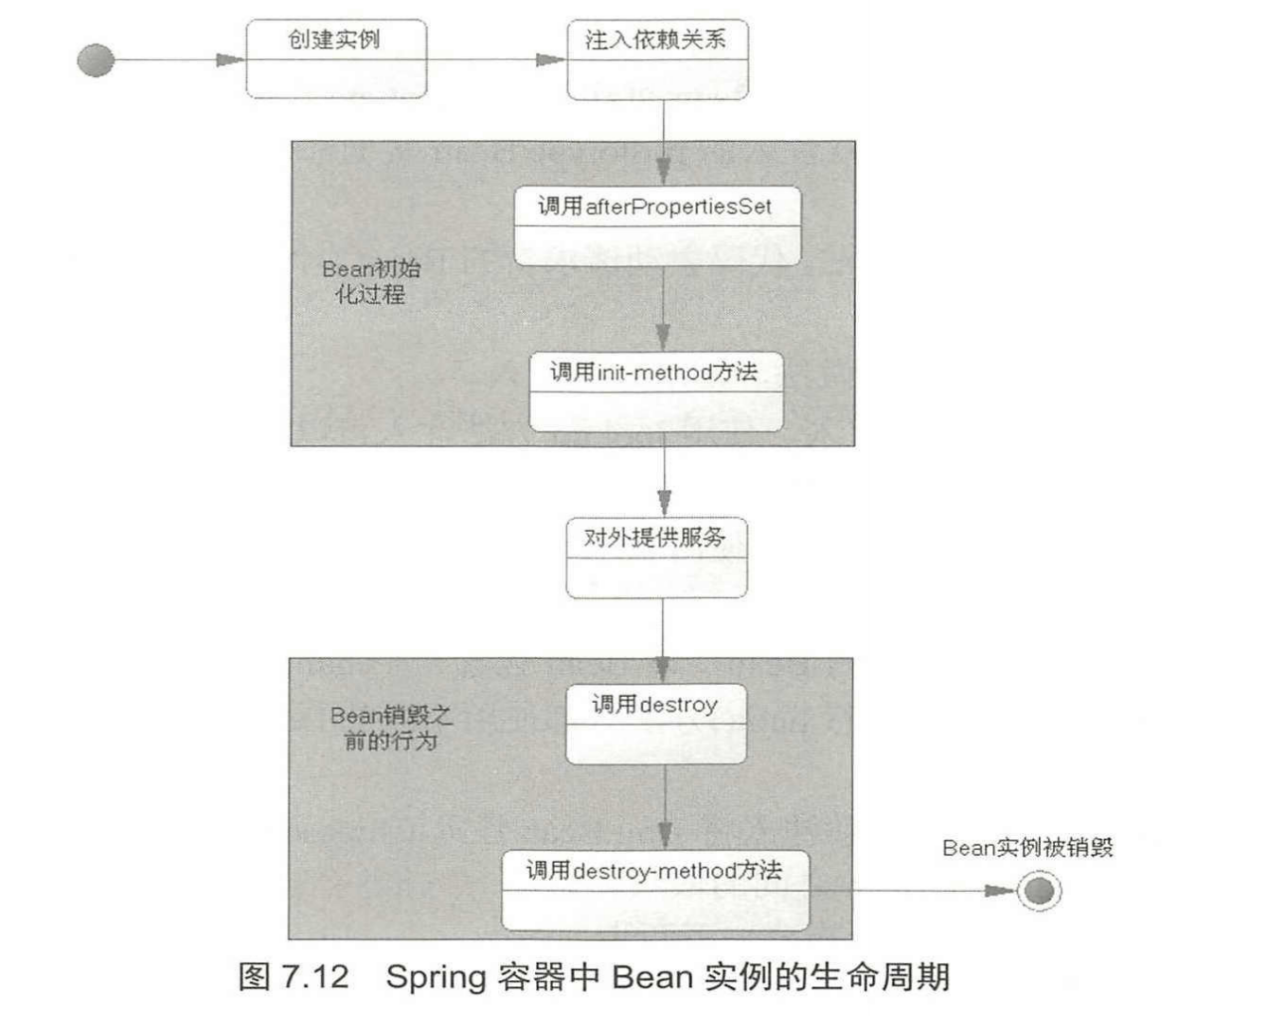 创建实例
注入依赖关系
调用afterPropertiesSet
Bean初始
化过程
调用init-method方法
对外提供服务
调用destroy
Bean销毁之
前的行为
调用destroy-method方法
Bean实例被销毁
图 7.12 Spring 容器中 Bean 实例的生命周期